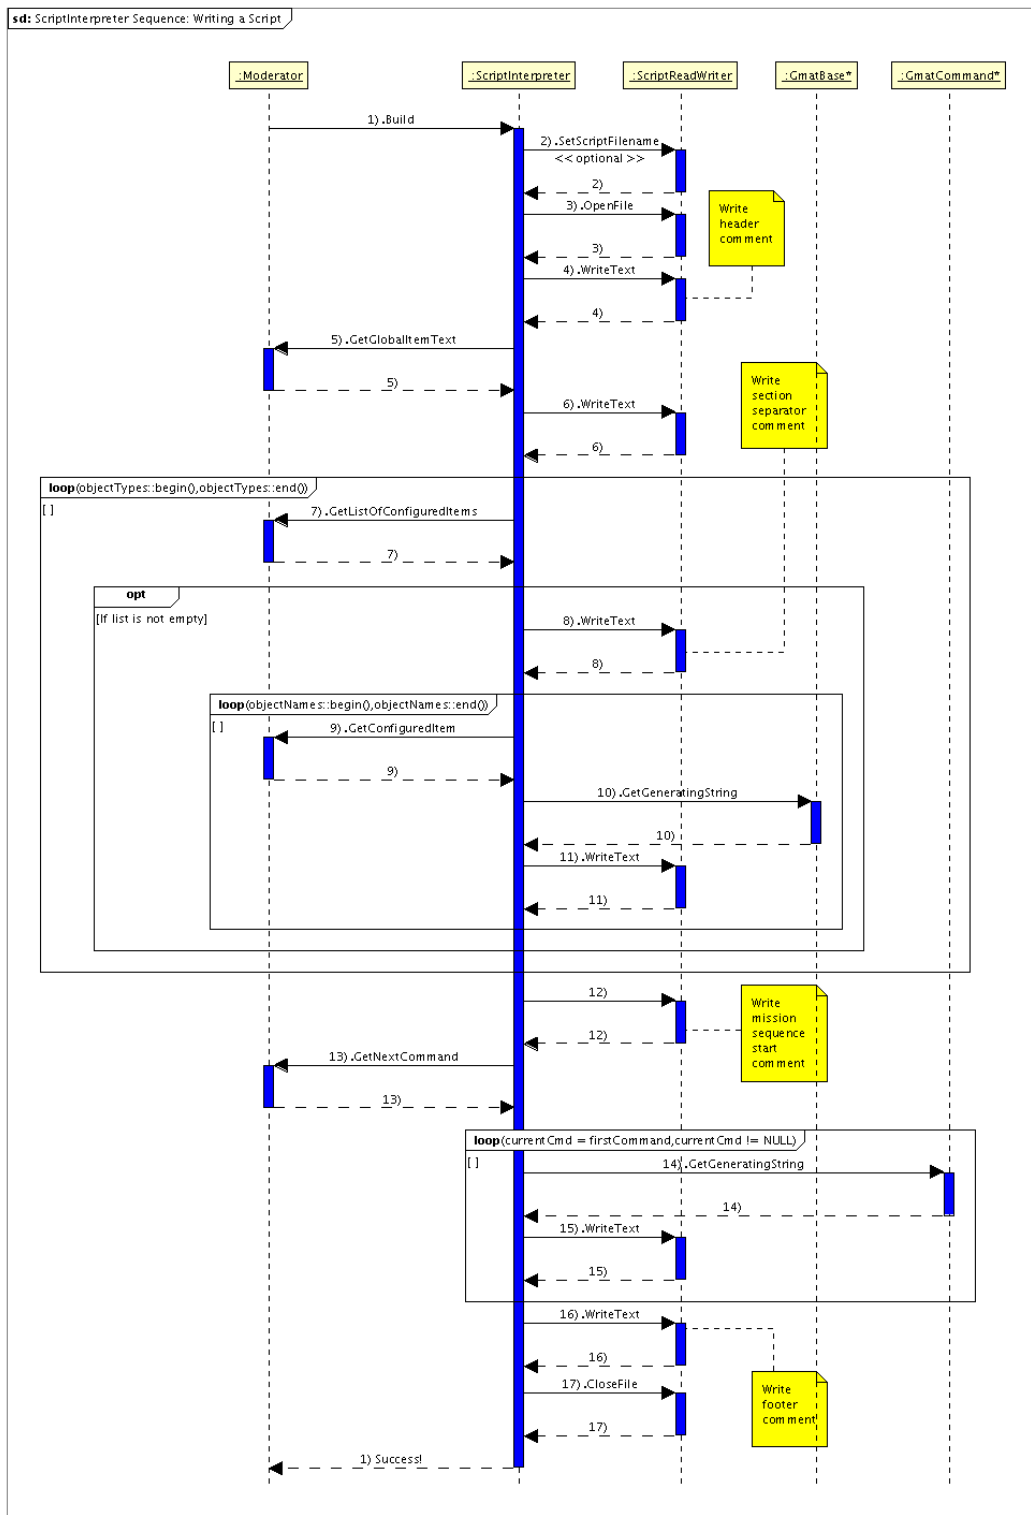 sd: ScriptInterpreter Sequence: Writing a Script
:Moderator
:ScriptInterpreter
:ScriptReadWriter
:GmatBase*
:GmatCommand*
1).Build
2).SetScriptFilename
<< optional >>
2)
3).OpenFile
Write
header
comment
3)
4).WriteText
4)
5).GetGlobalItemText
5)
Write
section
separator
comment
6).WriteText
6)
loop(objectTypes::begin(),objectTypes::end())
[ ]
7).GetListOfConfiguredItems
7)
opt
[If list is not empty]
8).WriteText
8)
loop(objectNames::begin(),objectNames::end())
[ ]
9).GetConfiguredItem
9)
10).GetGeneratingString
10)
11).WriteText
11)
12)
Write
mission
sequence
start
comment
12)
13).GetNextCommand
13)
loop(currentCmd = firstCommand,currentCmd != NULL)
[ ]
14).GetGeneratingString
14)
15).WriteText
15)
16).WriteText
16)
17).CloseFile
Write
footer
comment
17)
1) Success!